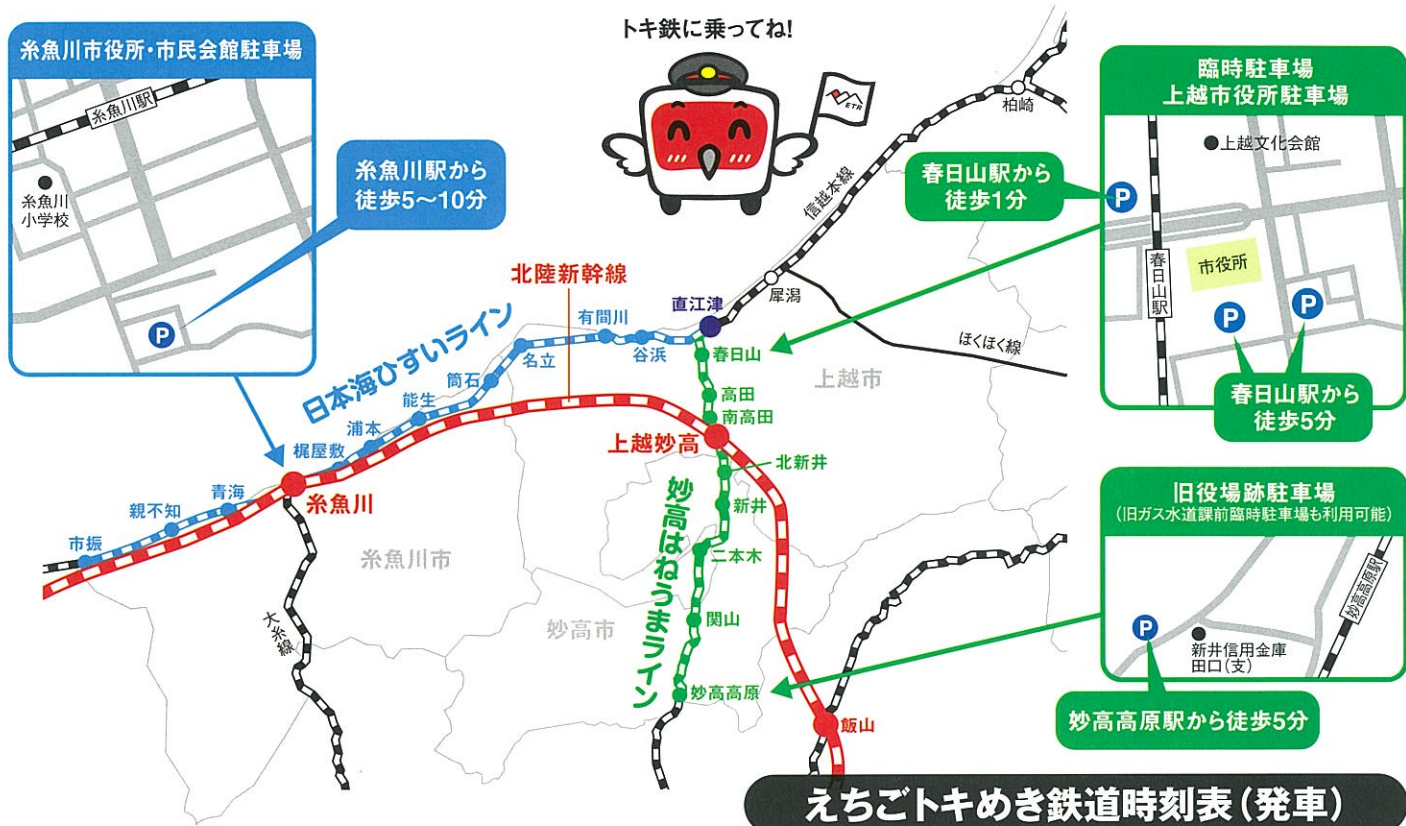 糸魚川市役所・市民会館駐車場
糸魚川駅
糸魚川
小学校
P
糸魚川駅から
徒歩5〜10分
トキ鉄に乗ってね!
ETR
臨時駐車場
上越市役所駐車場
上越文化会館
P
春日山駅
市役所
P
P
春日山駅から
徒歩1分
春日山駅から
徒歩5分
柏崎
信越本線
犀潟
ほくほく線
北陸新幹線
日本海ひすいライン
直江津
有間川
谷浜
名立
筒石
能生
浦本
梶屋敷
糸魚川
青海
親不知
市振
春日山
高田
南高田
上越妙高
北新井
新井
二本木
関山
妙高高原
妙高はねうまライン
飯山
大糸線
上越市
糸魚川市
妙高市
旧役場跡駐車場
(旧ガス水道課前臨時駐車場も利用可能)
P
新井信用金庫
田口(支)
妙高高原駅
妙高高原駅から徒歩5分
えちごトキめき鉄道時刻表(発車)